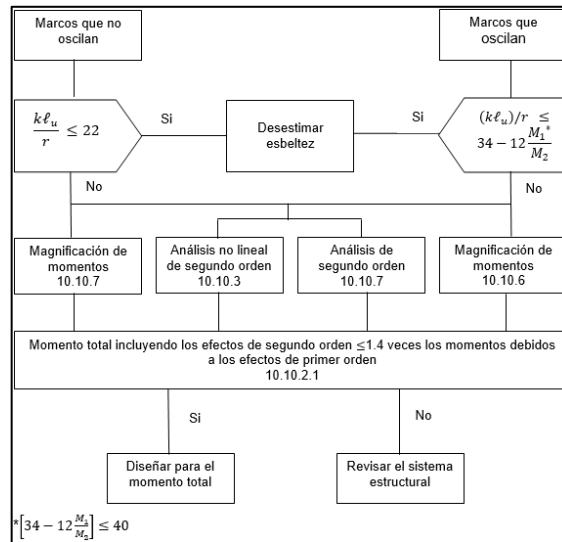 Marcos que no
oscilan
Marcos que
oscilan
kℓu/r ≤ 22
Si
Desestimar
esbeltez
Si
(kℓu)/r ≤
34 − 12 M1*/M2
No
No
Magnificación de
momentos
10.10.7
Análisis no lineal
de segundo orden
10.10.3
Análisis de
segundo orden
10.10.7
Magnificación de
momentos
10.10.6
Momento total incluyendo los efectos de segundo orden ≤1.4 veces los momentos debidos
a los efectos de primer orden
10.10.2.1
Si
No
Diseñar para el
momento total
Revisar el sistema
estructural
*[34 − 12 M1/M2] ≤ 40